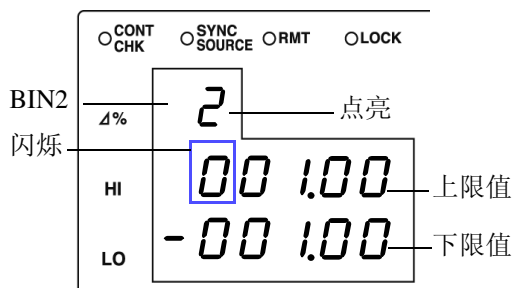 CONT CHK SYNC SOURCE RMT LOCK
BIN2
⊿% 2 点亮
闪烁
HI 001.00 上限值
LO -001.00 下限值